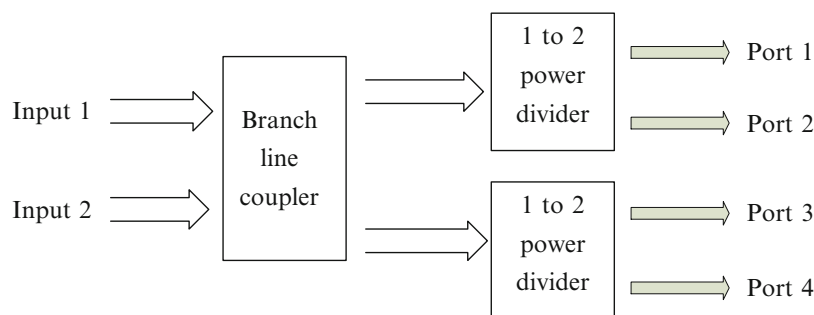 Input 1
Input 2
Branch
line
coupler
1 to 2
power
divider
1 to 2
power
divider
Port 1
Port 2
Port 3
Port 4